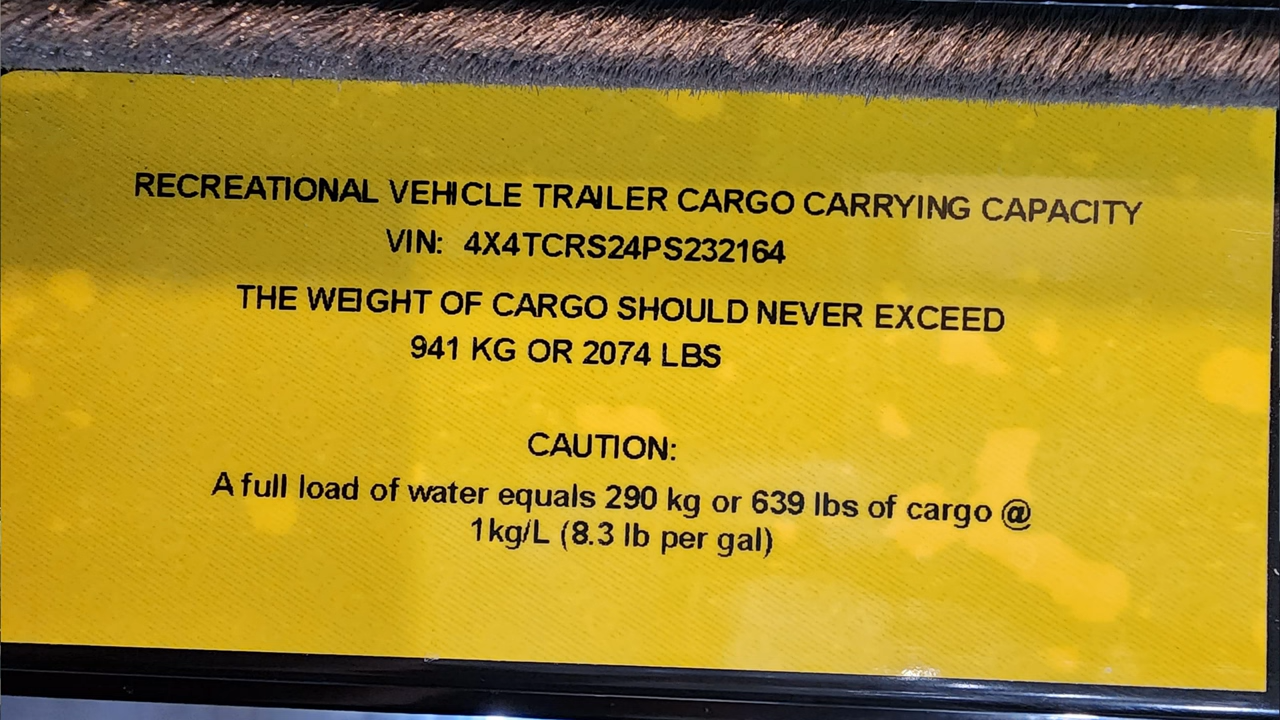 RECREATIONAL VEHICLE TRAILER CARGO CARRYING CAPACITY
VIN: 4X4TCRS24PS232164
THE WEIGHT OF CARGO SHOULD NEVER EXCEED
941 KG OR 2074 LBS
CAUTION:
A full load of water equals 290 kg or 639 lbs of cargo @
1kg/L (8.3 lb per gal)